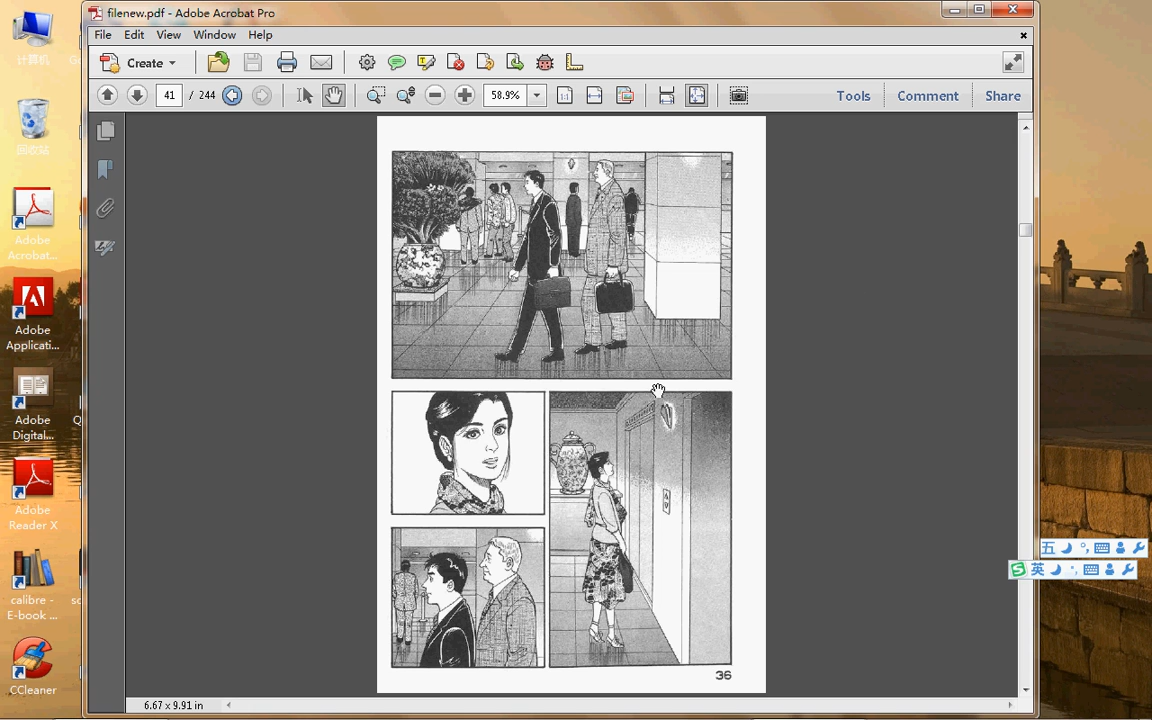 filenew.pdf - Adobe Acrobat Pro
File Edit View Window Help
Create
41 / 244
58.9%
Tools Comment Share
计算机
回收站
Adobe
Acrobat...
Adobe
Applicati...
Adobe
Digital...
Adobe
Reader X
calibre -
E-book ...
CCleaner
36
6.67 x 9.91 in
五
英